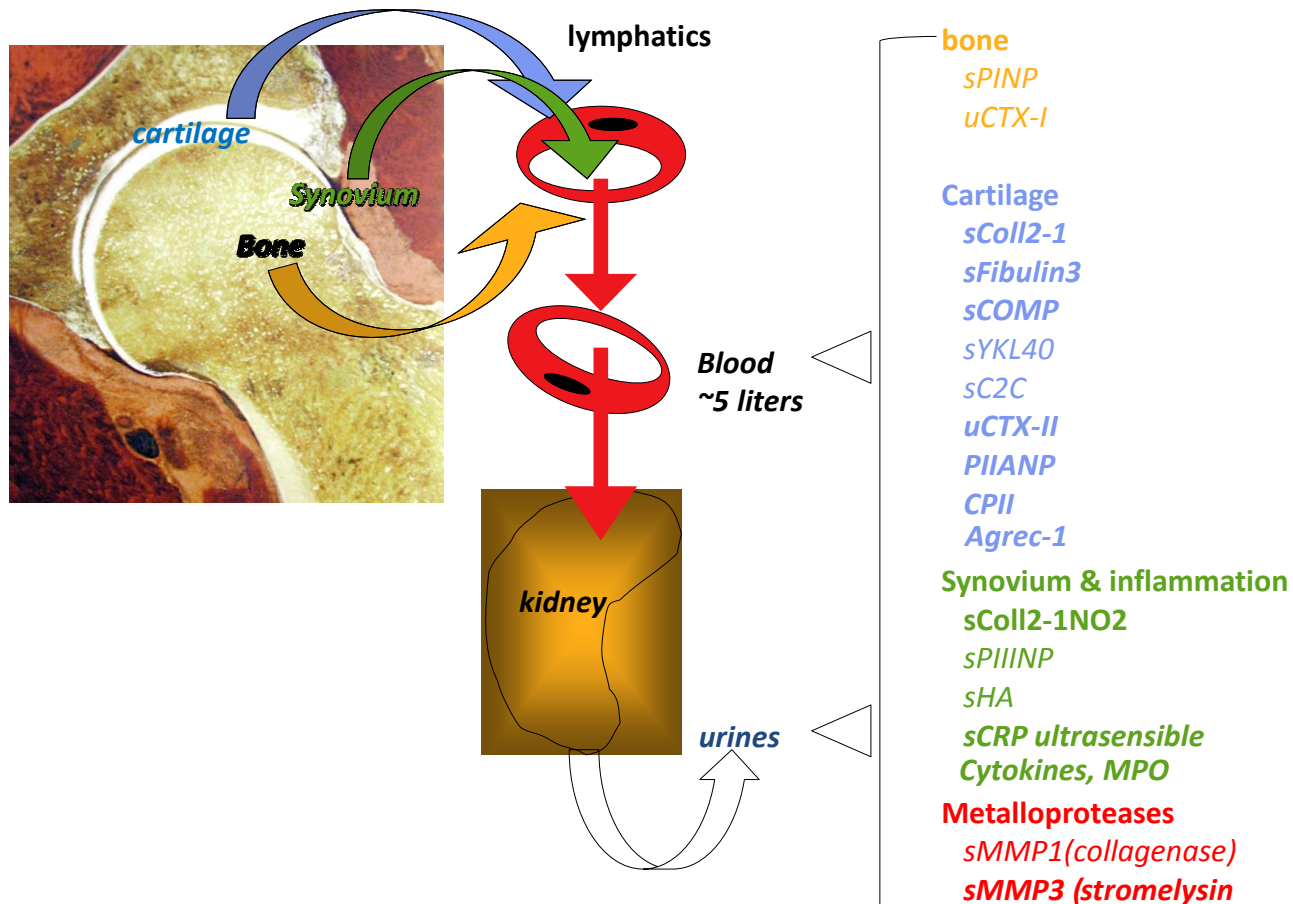 lymphatics
cartilage
Synovium
Bone
Blood
~5 liters
kidney
urines
bone
sPINP
uCTX-I
Cartilage
sColl2-1
sFibulin3
sCOMP
sYKL40
sC2C
uCTX-II
PIIANP
CPII
Agrec-1
Synovium & inflammation
sColl2-1NO2
sPIIINP
sHA
sCRP ultrasensible
Cytokines, MPO
Metalloproteases
sMMP1(collagenase)
sMMP3 (stromelysin